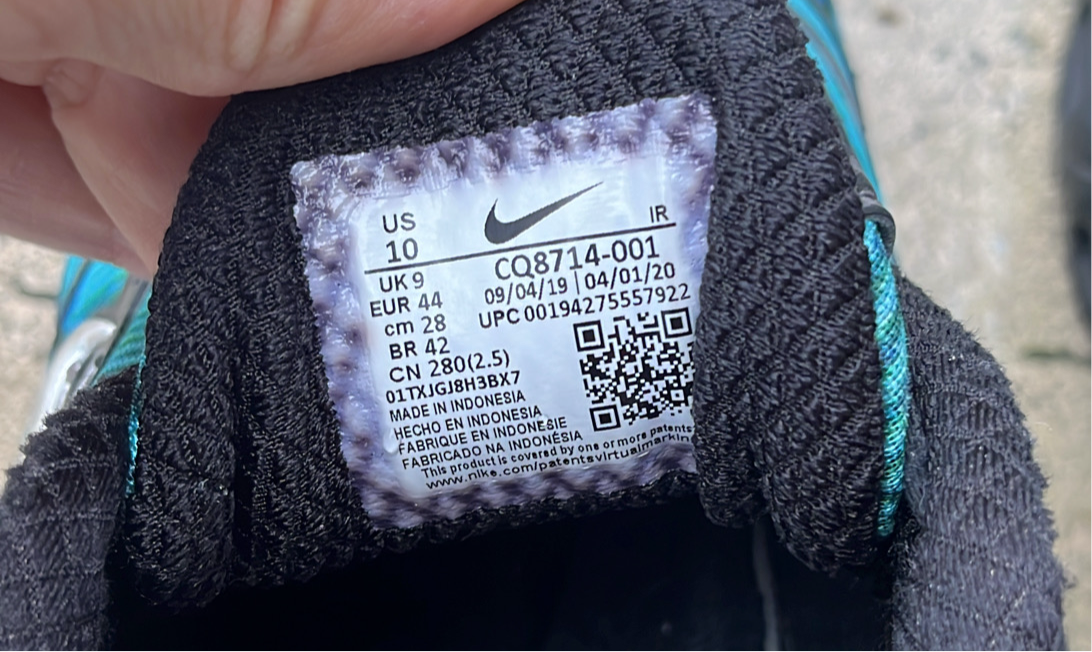 US
10
IR
UK 9
EUR 44
cm 28
BR 42
CN 280(2.5)
CQ8714-001
09/04/19 | 04/01/20
UPC 00194275557922
01TXJGJ8H3BX7
MADE IN INDONESIA
HECHO EN INDONESIA
FABRIQUE EN INDONESIE
FABRICADO NA INDONÉSIA
This product is covered by one or more patents
www.nike.com/patentsvirtualmarkin